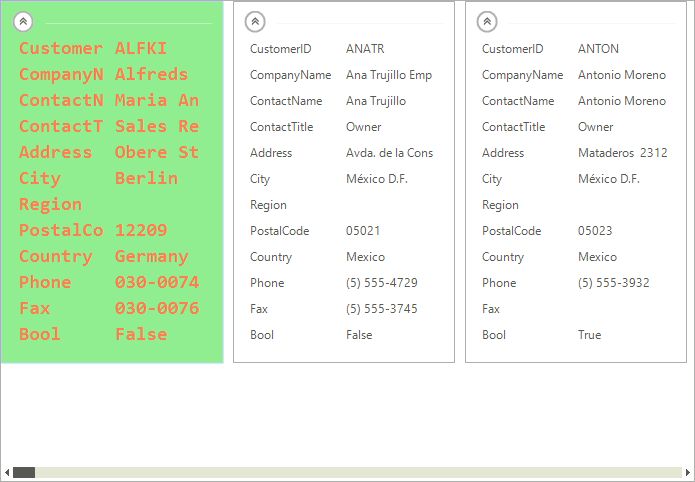 Customer ALFKI
CompanyN Alfreds
ContactN Maria An
ContactT Sales Re
Address Obere St
City Berlin
Region
PostalCo 12209
Country Germany
Phone 030-0074
Fax 030-0076
Bool False
CustomerID ANATR
CompanyName Ana Trujillo Emp
ContactName Ana Trujillo
ContactTitle Owner
Address Avda. de la Cons
City México D.F.
Region
PostalCode 05021
Country Mexico
Phone (5) 555-4729
Fax (5) 555-3745
Bool False
CustomerID ANTON
CompanyName Antonio Moreno
ContactName Antonio Moreno
ContactTitle Owner
Address Mataderos 2312
City México D.F.
Region
PostalCode 05023
Country Mexico
Phone (5) 555-3932
Fax
Bool True